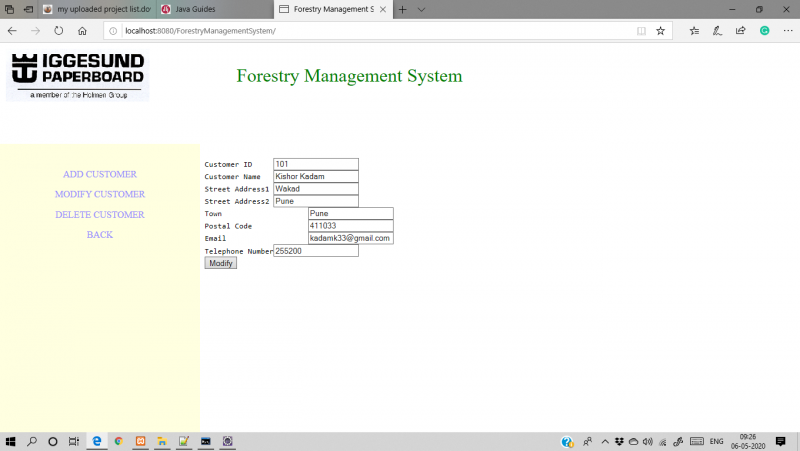 my uploaded project list.do
Java Guides
Forestry Management S
localhost:8080/ForestryManagementSystem/
IGGESUND
PAPERBOARD
a member of the Holmen Group
Forestry Management System
ADD CUSTOMER
MODIFY CUSTOMER
DELETE CUSTOMER
BACK
Customer ID 101
Customer Name Kishor Kadam
Street Address1 Wakad
Street Address2 Pune
Town Pune
Postal Code 411033
Email kadamk33@gmail.com
Telephone Number 255200
Modify
ENG
09:26
06-05-2020